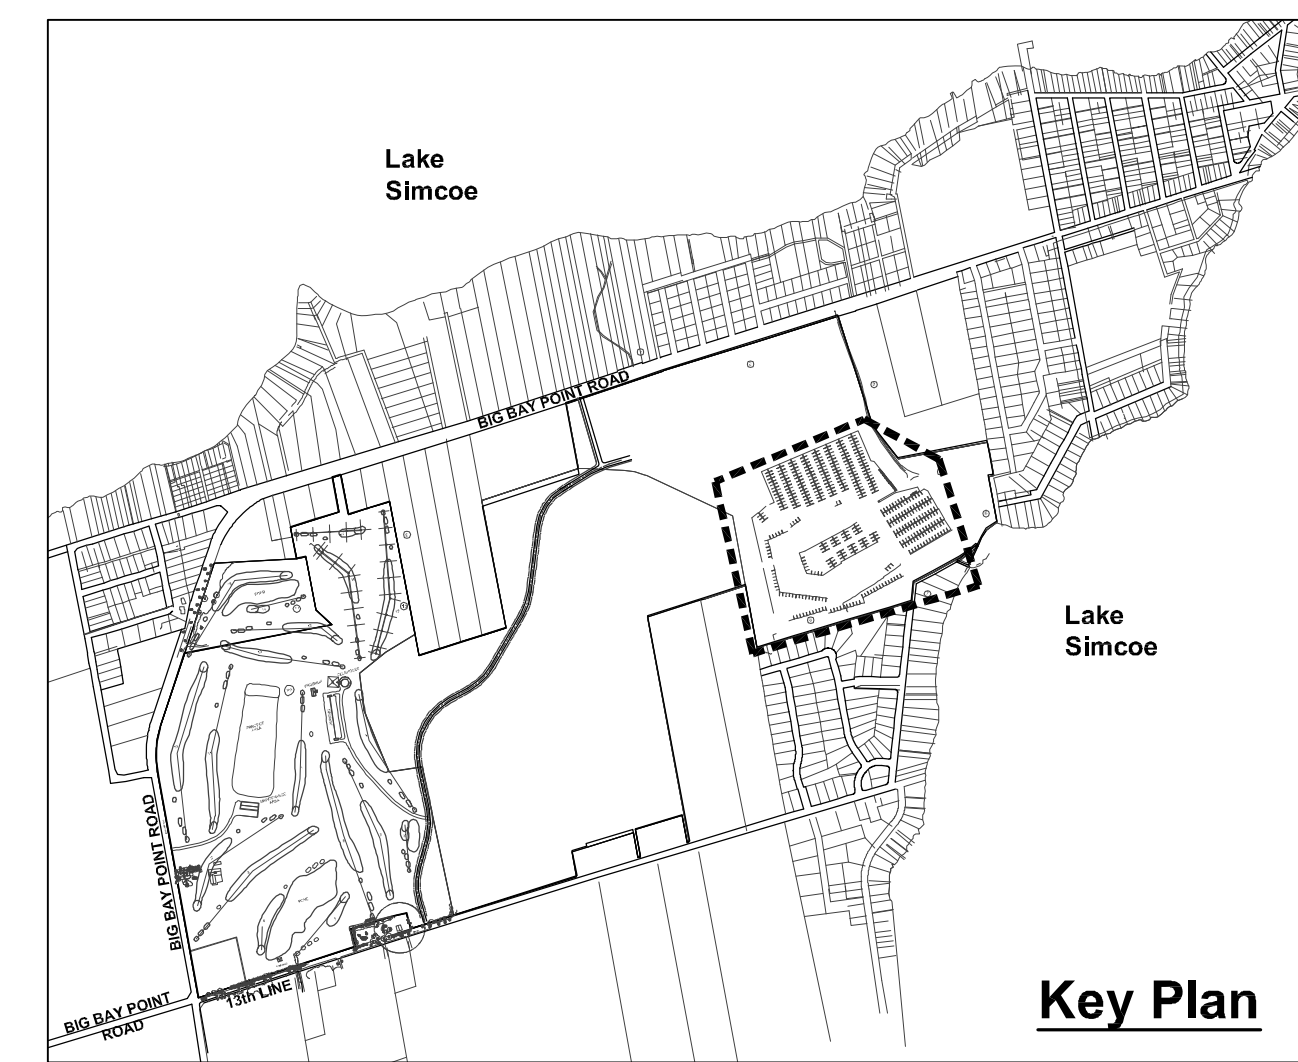 Lake
Simcoe
BIG BAY POINT ROAD
Lake
Simcoe
BIG BAY POINT ROAD
13th LINE
BIG BAY POINT
ROAD
Key Plan